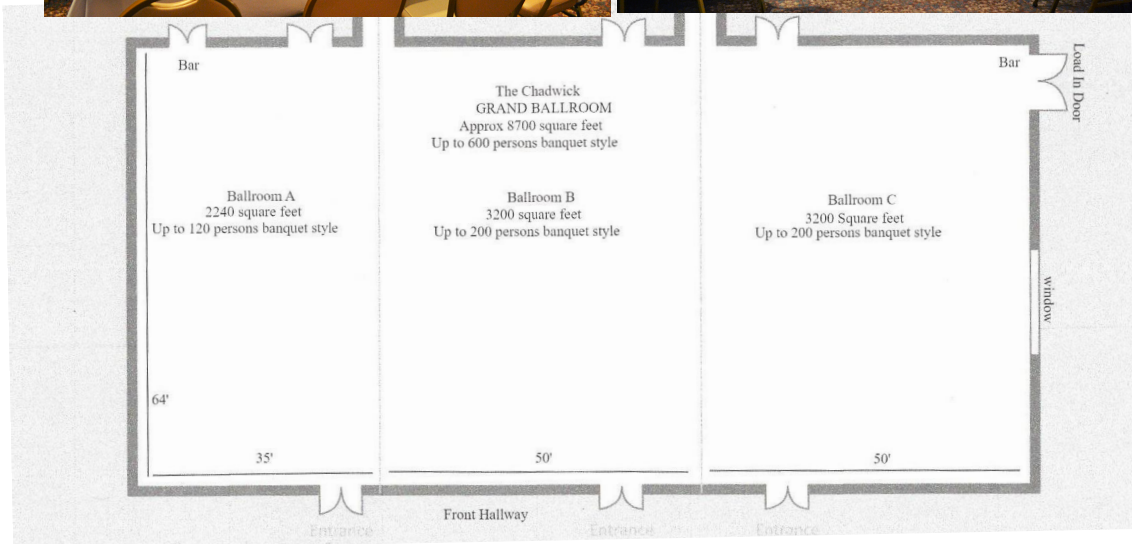 Bar
Bar
Load In Door
The Chadwick
GRAND BALLROOM
Approx 8700 square feet
Up to 600 persons banquet style
Ballroom A
2240 square feet
Up to 120 persons banquet style
Ballroom B
3200 square feet
Up to 200 persons banquet style
Ballroom C
3200 Square feet
Up to 200 persons banquet style
window
64'
35'
50'
50'
Front Hallway
Entrance
Entrance
Entrance